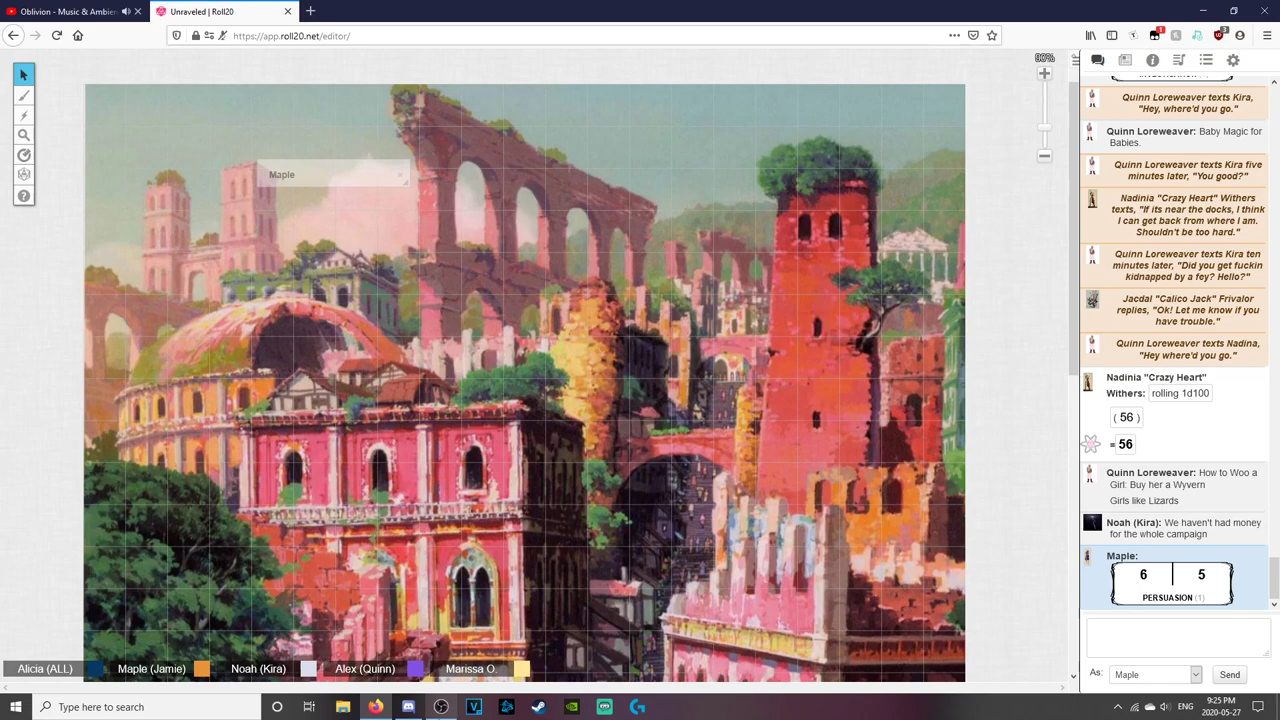 Oblivion - Music & Ambien
Unraveled | Roll20
https://app.roll20.net/editor/
90%
Maple
Quinn Loreweaver texts Kira,
"Hey, where'd you go."
Quinn Loreweaver: Baby Magic for
Babies.
Quinn Loreweaver texts Kira five
minutes later, "You good?"
Nadinia "Crazy Heart" Withers
texts, "If its near the docks, I think
I can get back from where I am.
Shouldn't be too hard."
Quinn Loreweaver texts Kira ten
minutes later, "Did you get fuckin
kidnapped by a fey? Hello?"
Jacdal "Calico Jack" Frivalor
replies, "Ok! Let me know if you
have trouble."
Quinn Loreweaver texts Nadina,
"Hey where'd you go."
Nadinia "Crazy Heart"
Withers: rolling 1d100
( 56 )
= 56
Quinn Loreweaver: How to Woo a
Girl: Buy her a Wyvern
Girls like Lizards
Noah (Kira): We haven't had money
for the whole campaign
Maple:
6 5
PERSUASION (1)
As: Maple Send
Alicia (ALL) Maple (Jamie) Noah (Kira) Alex (Quinn) Marissa O.
Type here to search
ENG
9:25 PM
2020-05-27